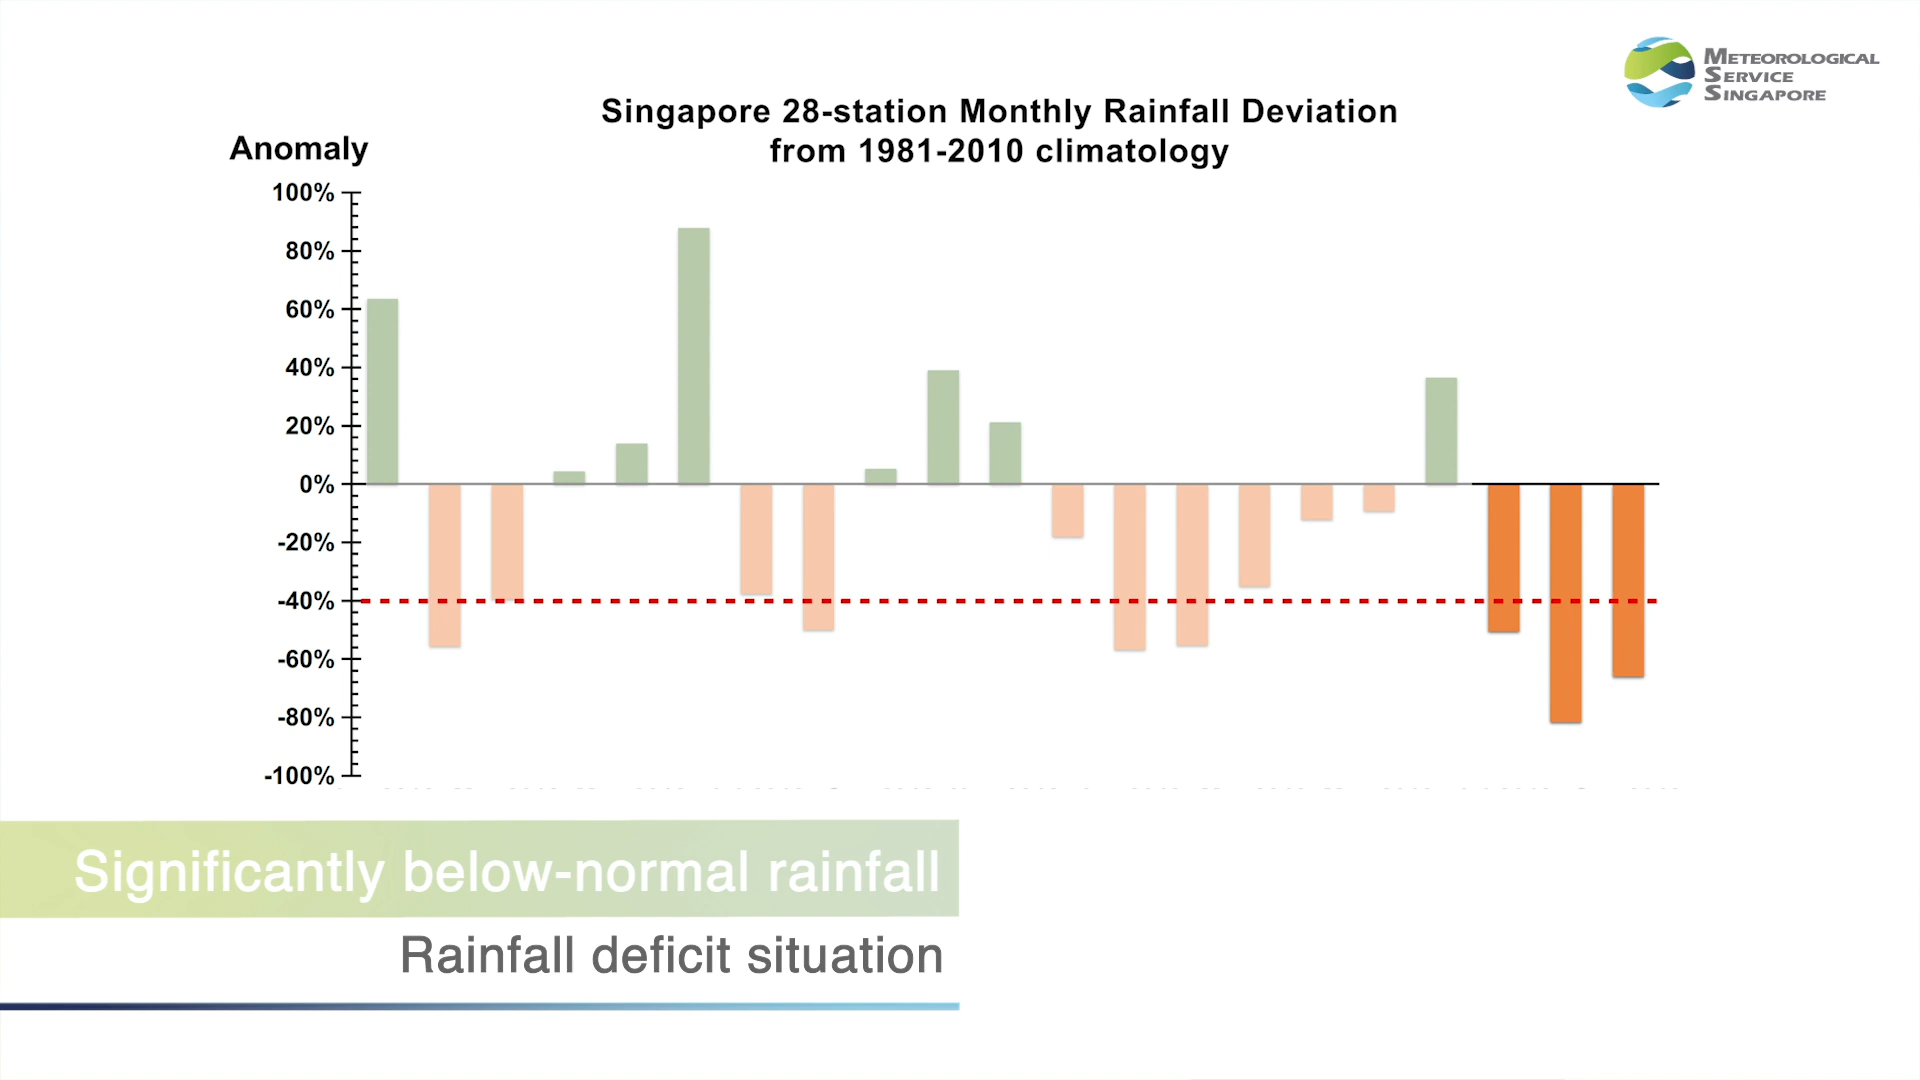 METEOROLOGICAL
SERVICE
SINGAPORE
Singapore 28-station Monthly Rainfall Deviation
from 1981-2010 climatology
Anomaly
100%
80%
60%
40%
20%
0%
-20%
-40%
-60%
-80%
-100%
Significantly below-normal rainfall
Rainfall deficit situation